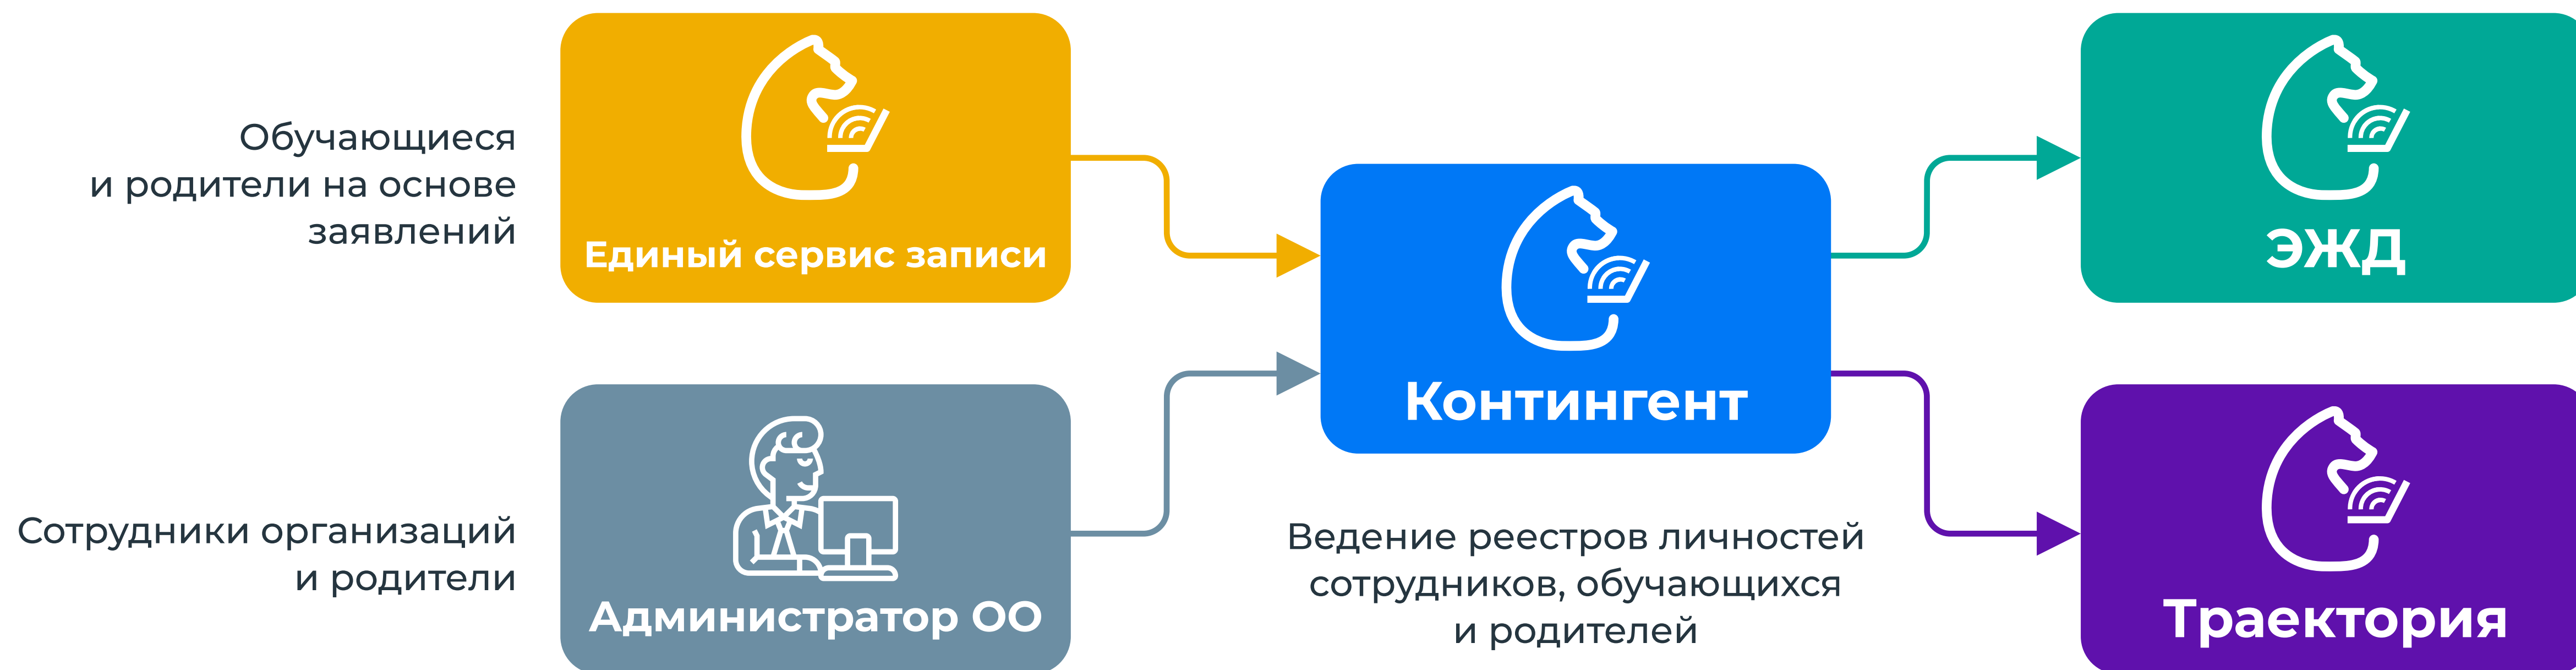 Обучающиеся
и родители на основе
заявлений
Единый сервис записи
Сотрудники организаций
и родители
Администратор ОО
Контингент
Ведение реестров личностей
сотрудников, обучающихся
и родителей
ЭЖД
Траектория